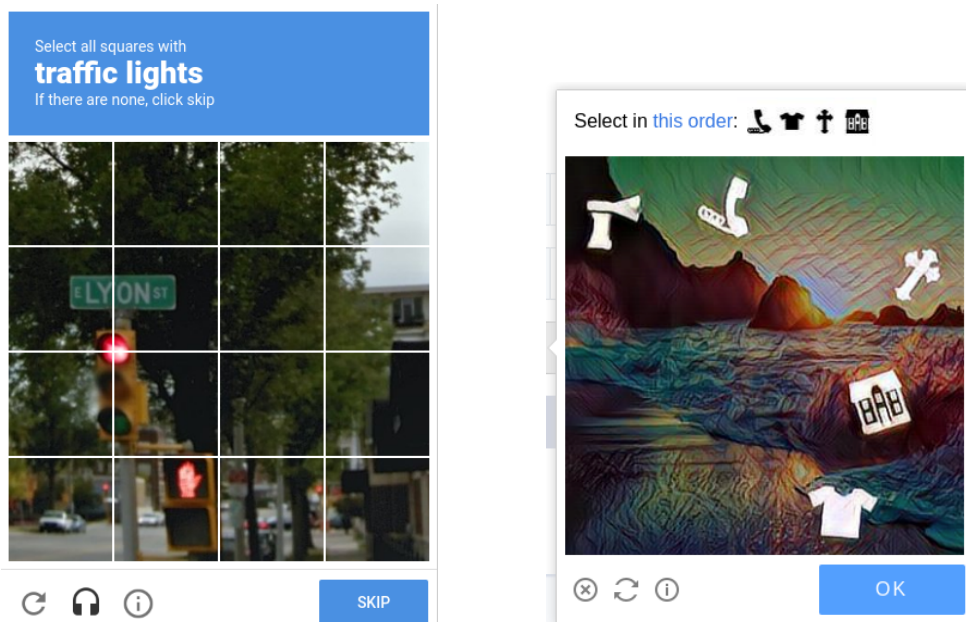 Select all squares with
traffic lights
If there are none, click skip
E LYON ST
SKIP
Select in this order:
OK